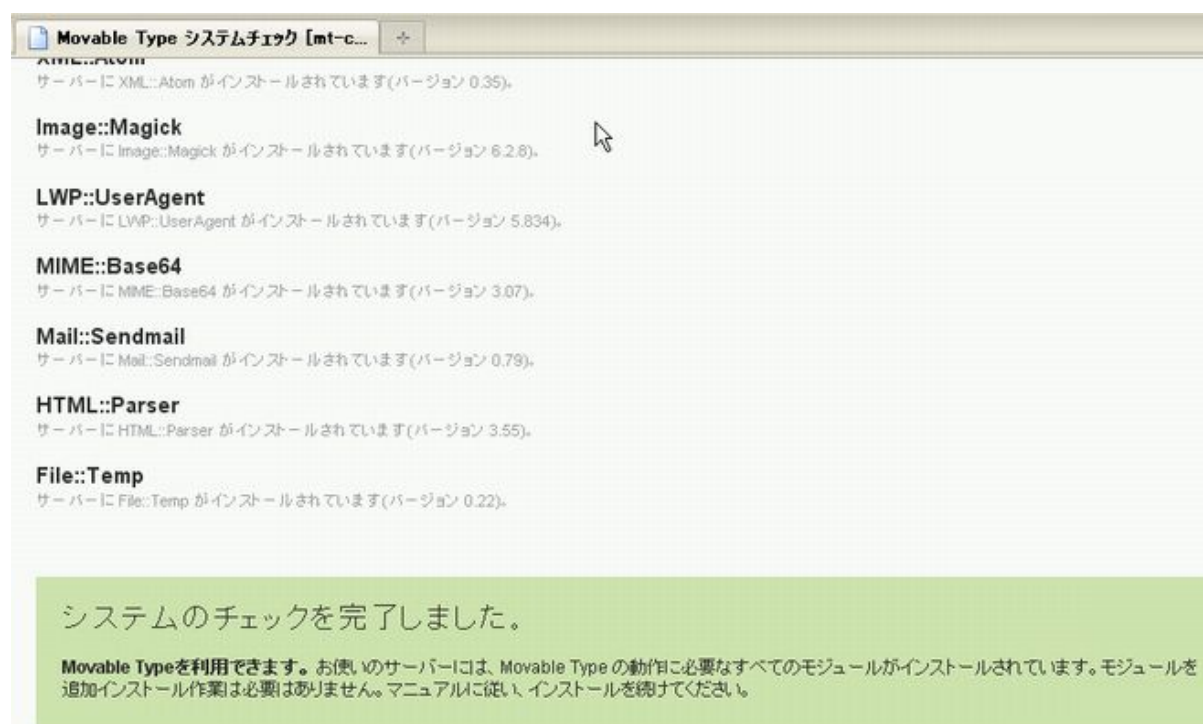 Movable Type システムチェック [mt-c...
XML::Atom
サーバーに XML::Atom がインストールされています(バージョン 0.35)。
Image::Magick
サーバーに Image::Magick がインストールされています(バージョン 6.2.8)。
LWP::UserAgent
サーバーに LWP::UserAgent がインストールされています(バージョン 5.834)。
MIME::Base64
サーバーに MIME::Base64 がインストールされています(バージョン 3.07)。
Mail::Sendmail
サーバーに Mail::Sendmail がインストールされています(バージョン 0.79)。
HTML::Parser
サーバーに HTML::Parser がインストールされています(バージョン 3.55)。
File::Temp
サーバーに File::Temp がインストールされています(バージョン 0.22)。
システムのチェックを完了しました。
Movable Typeを利用できます。お使いのサーバーには、Movable Type の動作に必要なすべてのモジュールがインストールされています。モジュールを
追加インストール作業は必要はありません。マニュアルに従い、インストールを続けてください。